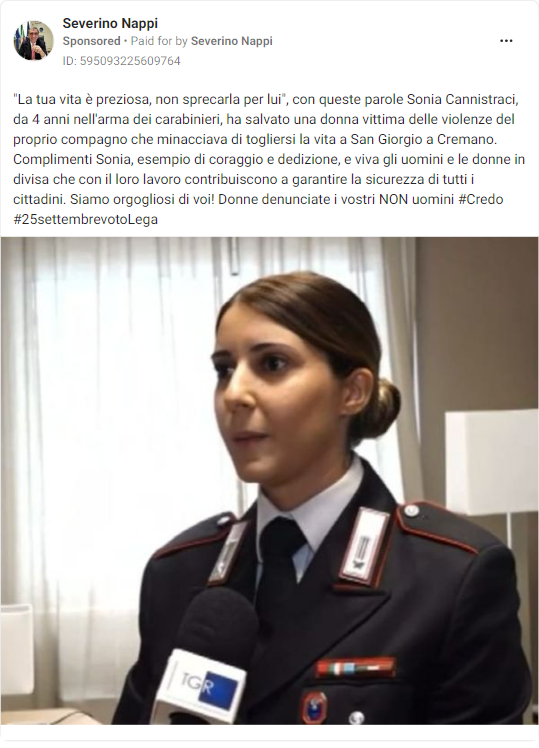 Severino Nappi
Sponsored • Paid for by Severino Nappi
ID: 595093225609764
"La tua vita è preziosa, non sprecarla per lui", con queste parole Sonia Cannistraci,
da 4 anni nell'arma dei carabinieri, ha salvato una donna vittima delle violenze del
proprio compagno che minacciava di togliersi la vita a San Giorgio a Cremano.
Complimenti Sonia, esempio di coraggio e dedizione, e viva gli uomini e le donne in
divisa che con il loro lavoro contribuiscono a garantire la sicurezza di tutti i
cittadini. Siamo orgogliosi di voi! Donne denunciate i vostri NON uomini #Credo
#25settembrevotoLega
TGR